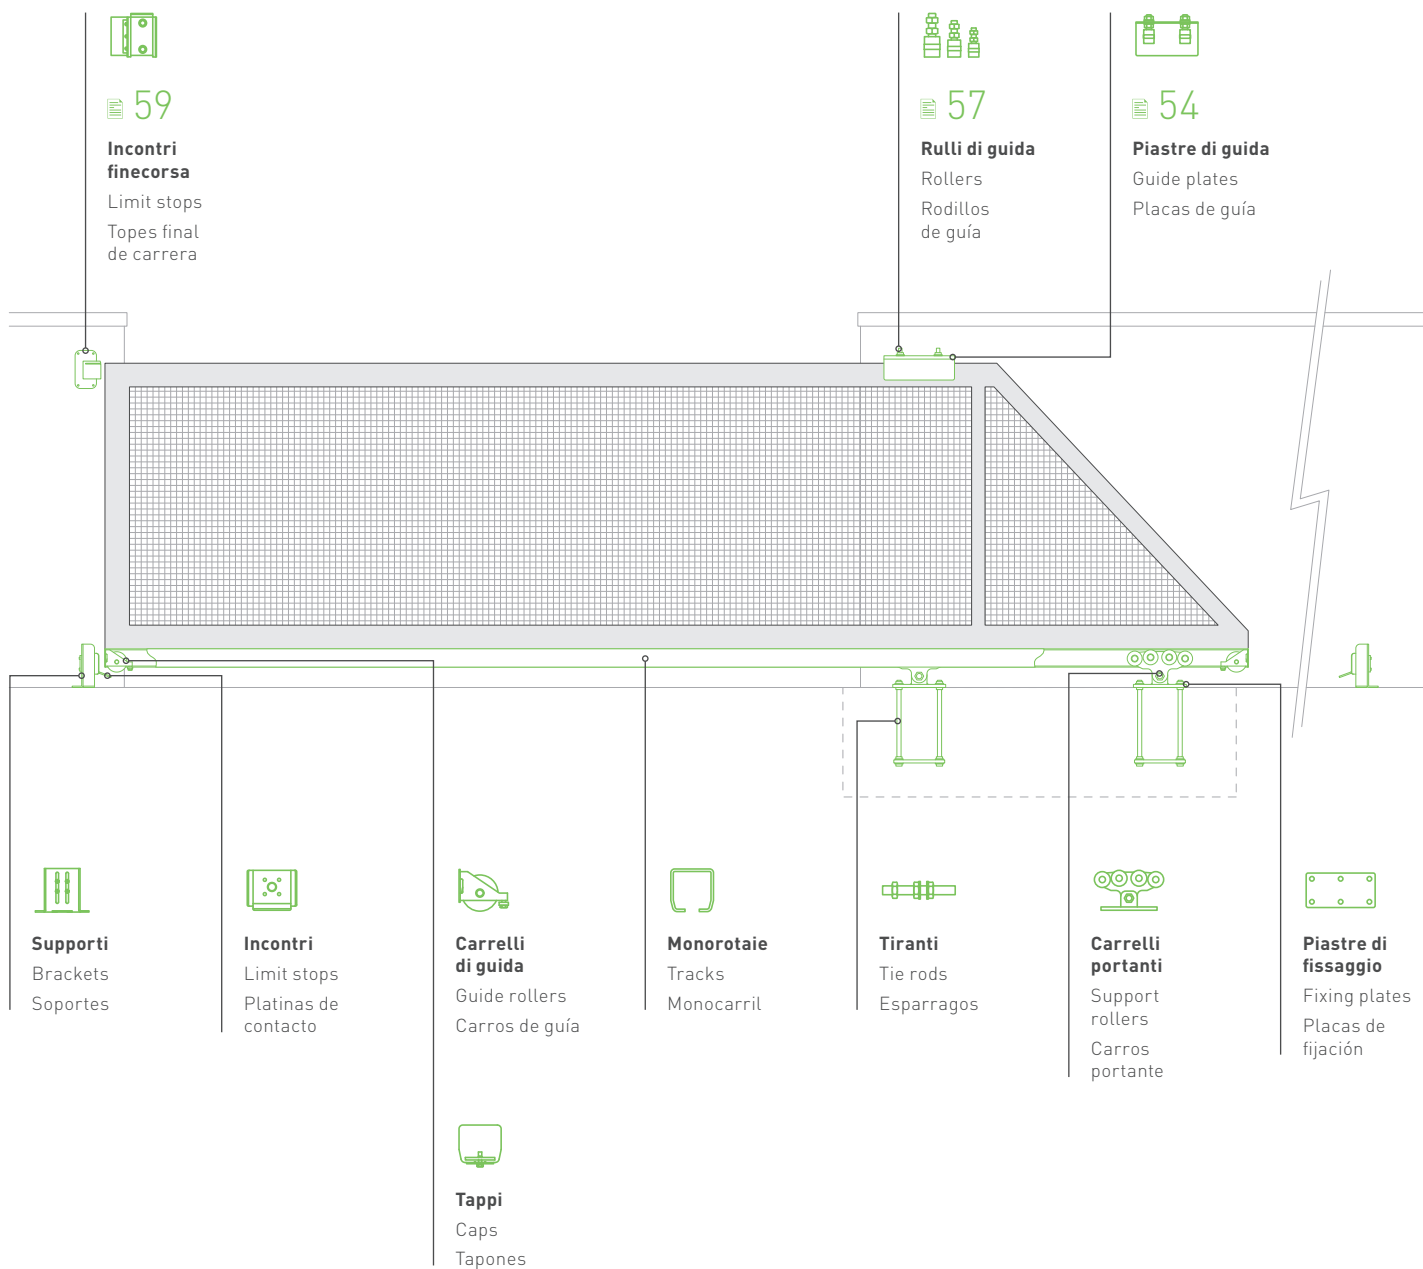 59
Incontri
finecorsa
Limit stops
Topes final
de carrera
57
Rulli di guida
Rollers
Rodillos
de guía
54
Piastre di guida
Guide plates
Placas de guía
Supporti
Brackets
Soportes
Incontri
Limit stops
Platinas de
contacto
Carrelli
di guida
Guide rollers
Carros de guía
Monorotaie
Tracks
Monocarril
Tiranti
Tie rods
Esparragos
Carrelli
portanti
Support
rollers
Carros
portante
Piastre di
fissaggio
Fixing plates
Placas de
fijación
Tappi
Caps
Tapones